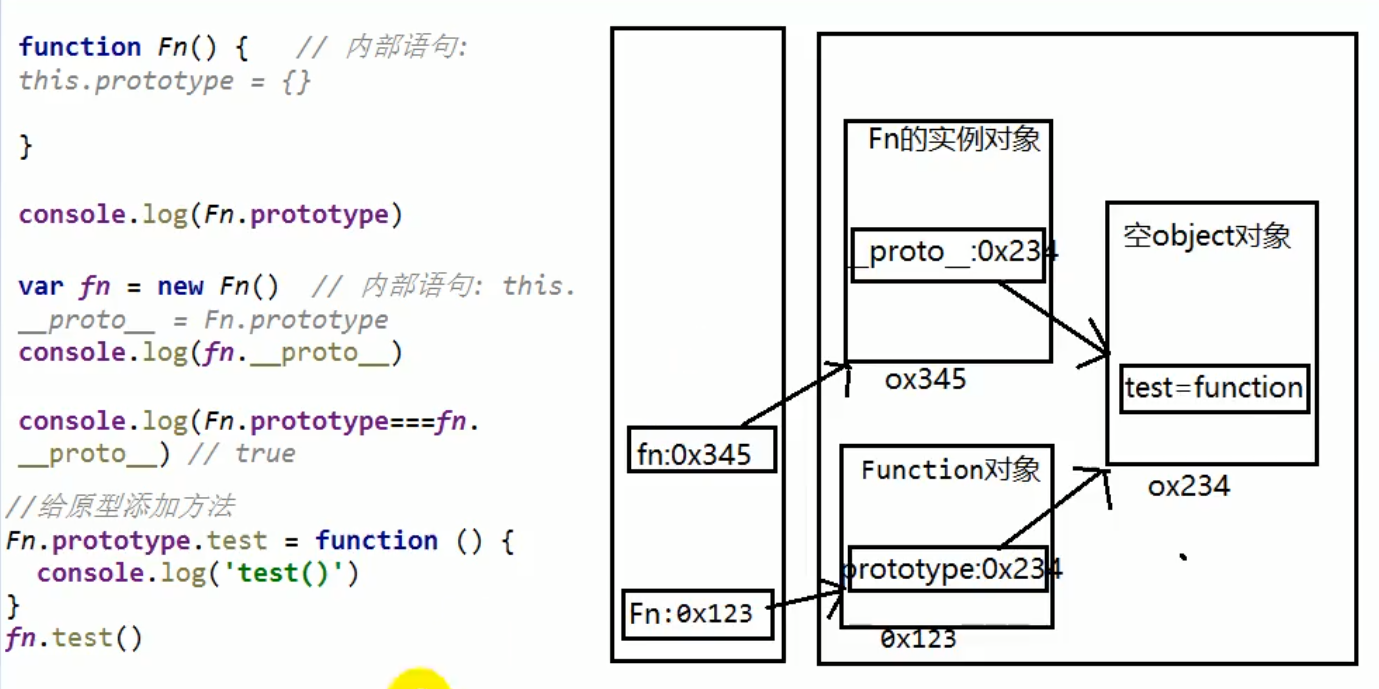 function Fn() {   // 内部语句:
this.prototype = {}
}
console.log(Fn.prototype)
var fn = new Fn()  // 内部语句: this.
__proto__ = Fn.prototype
console.log(fn.__proto__)
console.log(Fn.prototype===fn.
__proto__) // true
//给原型添加方法
Fn.prototype.test = function () {
  console.log('test()')
}
fn.test()
fn:0x345
Fn:0x123
Fn的实例对象
__proto__:0x234
ox345
Function对象
prototype:0x234
0x123
空object对象
test=function
ox234